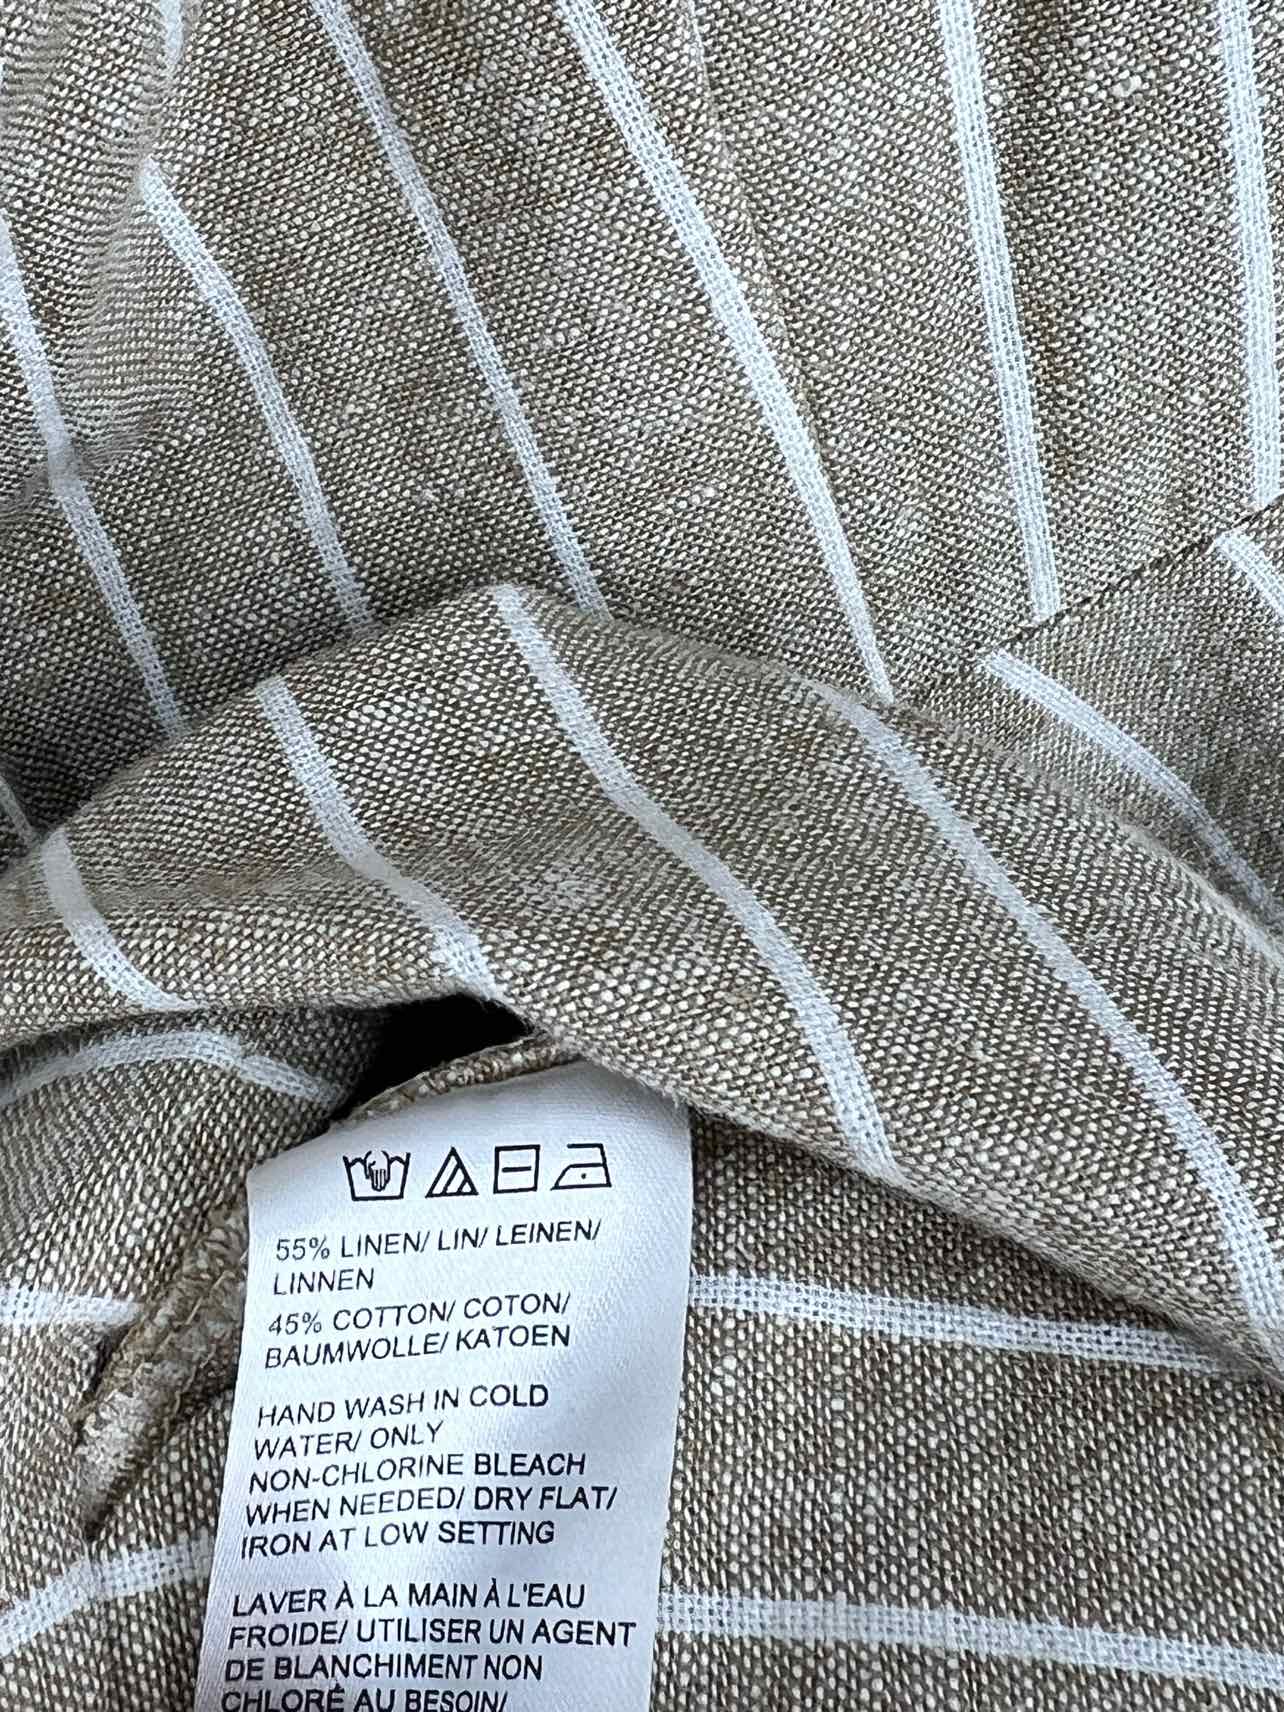 55% LINEN/ LIN/ LEINEN/
LINNEN
45% COTTON/ COTON/
BAUMWOLLE/ KATOEN
HAND WASH IN COLD
WATER/ ONLY
NON-CHLORINE BLEACH
WHEN NEEDED/ DRY FLAT/
IRON AT LOW SETTING
LAVER À LA MAIN À L'EAU
FROIDE/ UTILISER UN AGENT
DE BLANCHIMENT NON
CHLORÉ AU BESOIN/